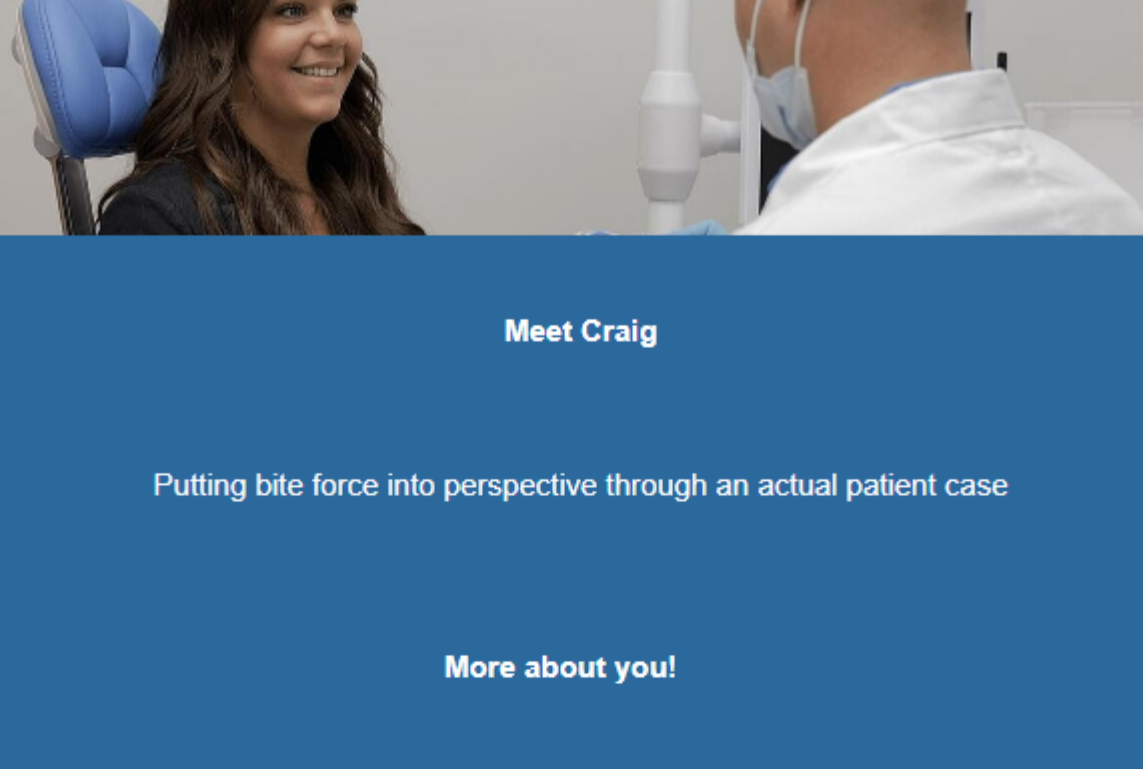 Meet Craig
Putting bite force into perspective through an actual patient case
More about you!